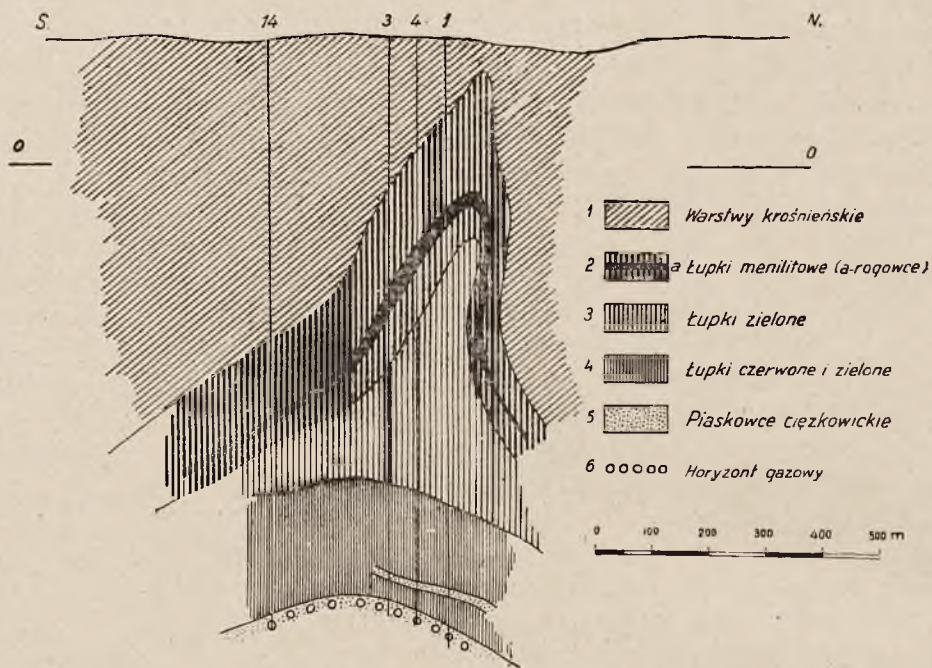 S. 14 3 4 1 N.
0 0
1 Warstwy krośnieńskie
2 a Łupki menilitowe (a-rogowce)
3 Łupki zielone
4 Łupki czerwone i zielone
5 Piaskowce ciężkowickie
6 Horyzont gazowy
0 100 200 300 400 500 m